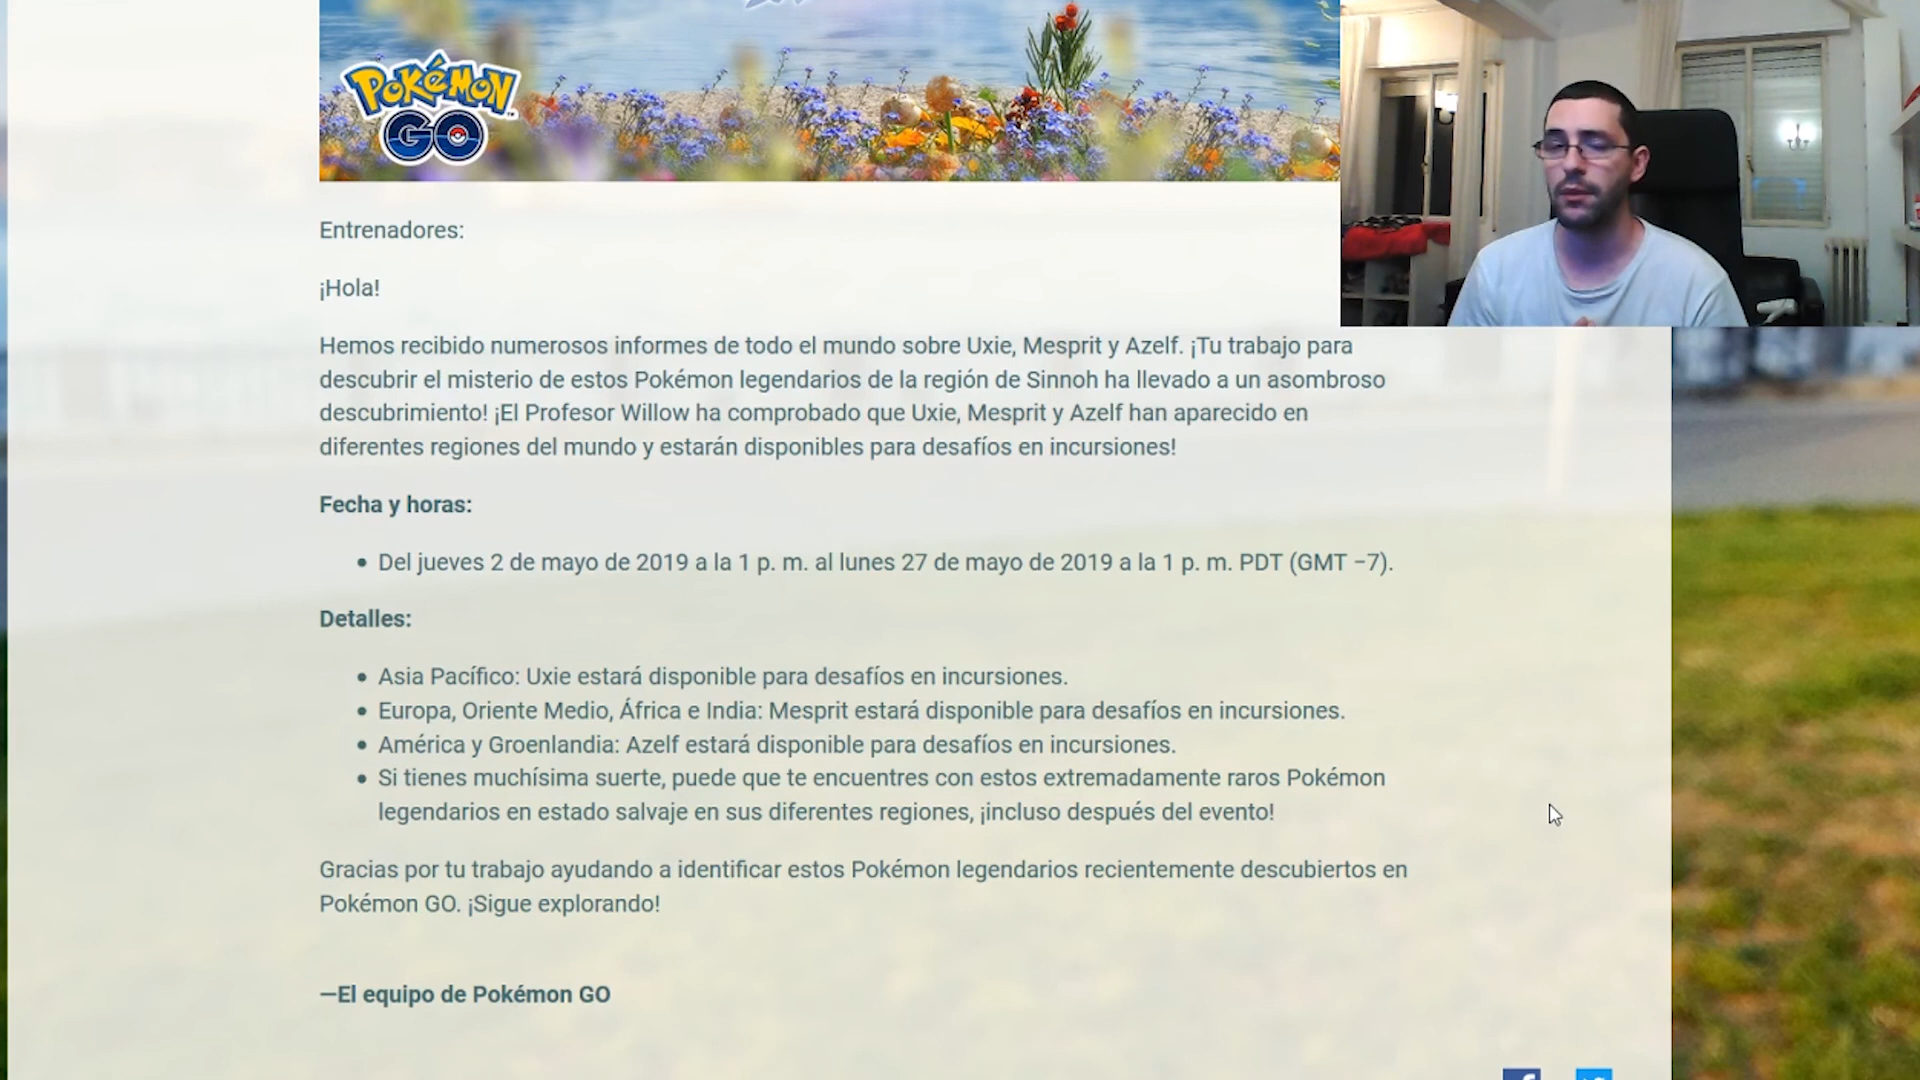 POKÉMON
GO
Entrenadores:
¡Hola!
Hemos recibido numerosos informes de todo el mundo sobre Uxie, Mesprit y Azelf. ¡Tu trabajo para
descubrir el misterio de estos Pokémon legendarios de la región de Sinnoh ha llevado a un asombroso
descubrimiento! ¡El Profesor Willow ha comprobado que Uxie, Mesprit y Azelf han aparecido en
diferentes regiones del mundo y estarán disponibles para desafíos en incursiones!
Fecha y horas:
• Del jueves 2 de mayo de 2019 a la 1 p. m. al lunes 27 de mayo de 2019 a la 1 p. m. PDT (GMT −7).
Detalles:
• Asia Pacífico: Uxie estará disponible para desafíos en incursiones.
• Europa, Oriente Medio, África e India: Mesprit estará disponible para desafíos en incursiones.
• América y Groenlandia: Azelf estará disponible para desafíos en incursiones.
• Si tienes muchísima suerte, puede que te encuentres con estos extremadamente raros Pokémon
legendarios en estado salvaje en sus diferentes regiones, ¡incluso después del evento!
Gracias por tu trabajo ayudando a identificar estos Pokémon legendarios recientemente descubiertos en
Pokémon GO. ¡Sigue explorando!
—El equipo de Pokémon GO